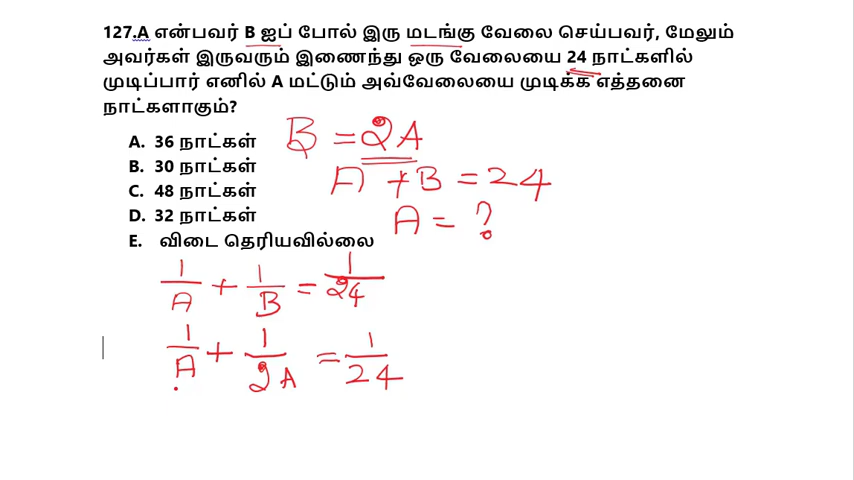 127.A என்பவர் B ஐப் போல் இரு மடங்கு வேலை செய்பவர், மேலும்
அவர்கள் இருவரும் இணைந்து ஒரு வேலையை 24 நாட்களில்
முடிப்பார் எனில் A மட்டும் அவ்வேலையை முடிக்க எத்தனை
நாட்களாகும்?
A. 36 நாட்கள்
B. 30 நாட்கள்
C. 48 நாட்கள்
D. 32 நாட்கள்
E. விடை தெரியவில்லை
B = 2A
A + B = 24
A = ?
1/A + 1/B = 1/24
1/A + 1/2A = 1/24